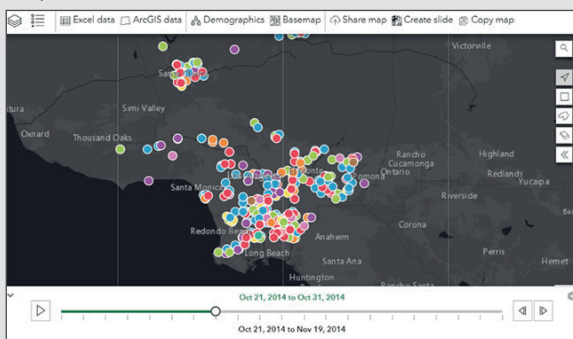 Excel data ArcGIS data Demographics Basemap Share map Create slide Copy map
Victorville
Simi Valley
Oxnard
Thousand Oaks
Rancho
Cucamonga
Highland
Ontario
Redlands
Yucaipa
Pomona
Santa Monica
Riverside
Redondo Bea
Corona
Anaheim
Long Beach
Santa Ana
Perris
Hemet
Huntington
Oct 21, 2014 to Oct 31, 2014
Oct 21, 2014 to Nov 19, 2014